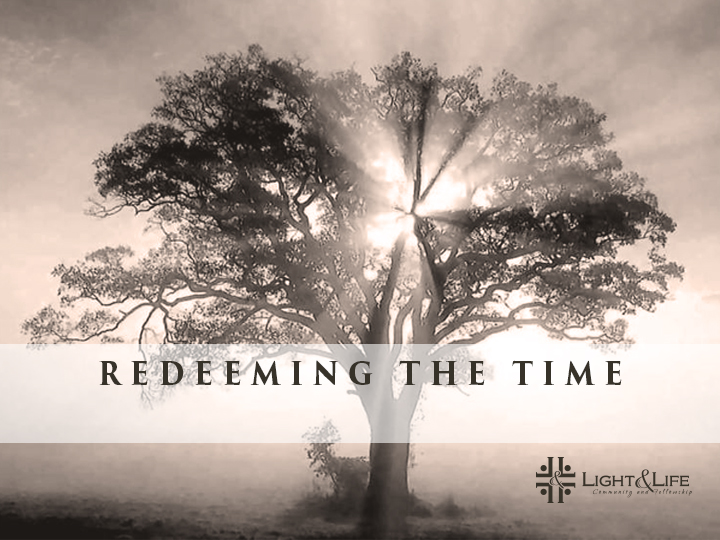 REDEEMING THE TIME
LIGHT&LIFE
Community and Fellowship